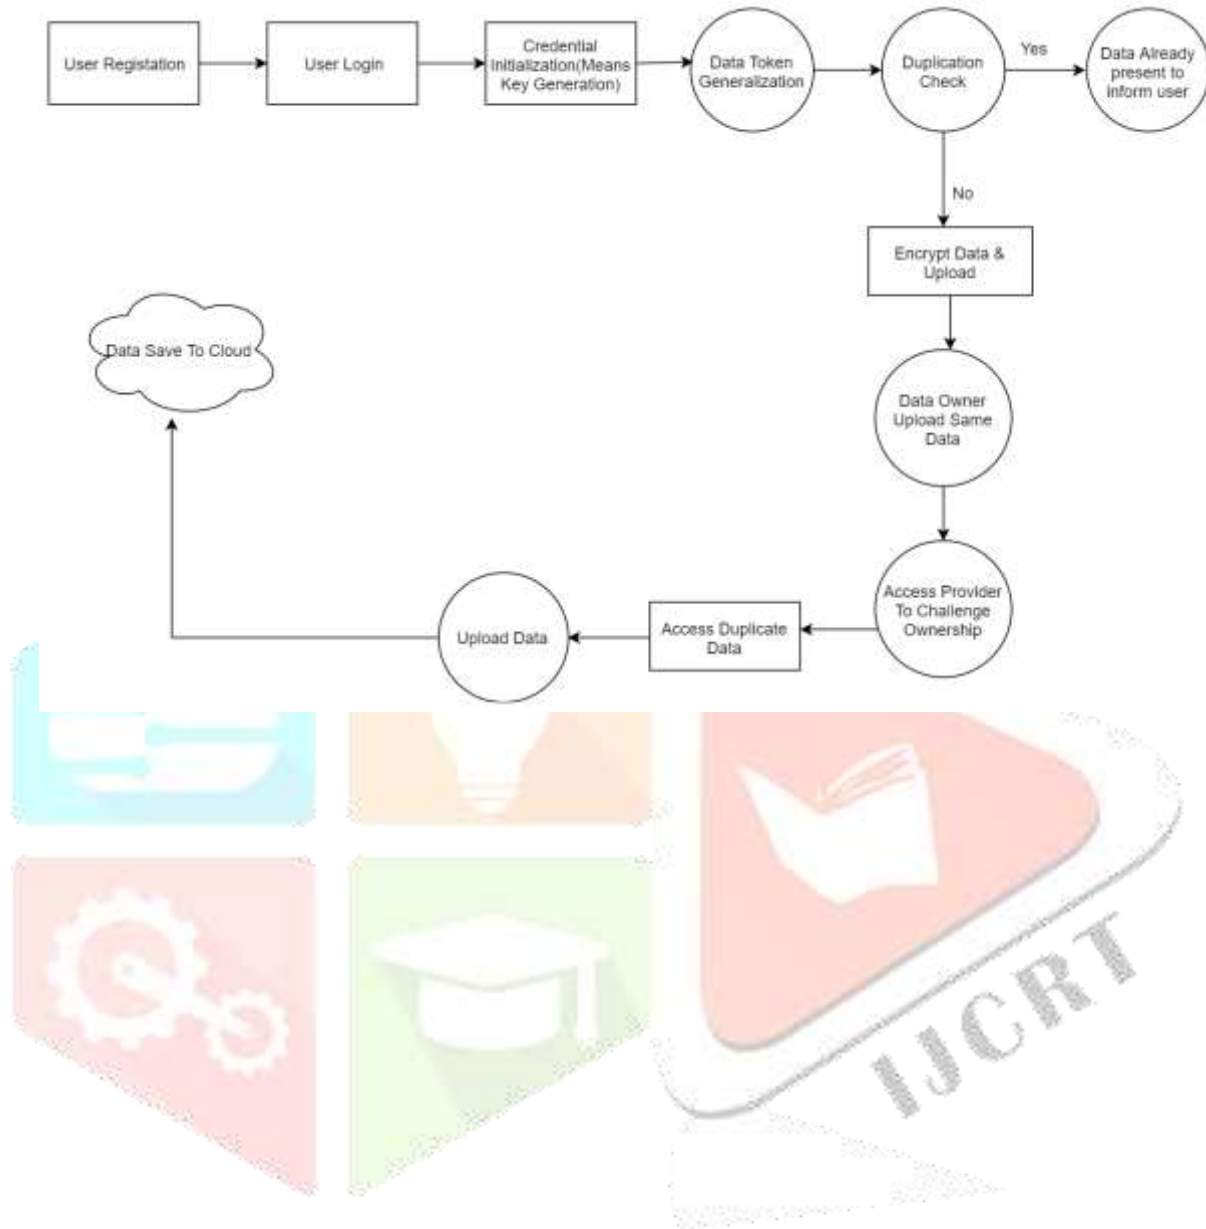 User Registation
User Login
Credential
Initialization(Means
Key Generation)
Data Token
Generalization
Duplication
Check
Yes
Data Already
present to
inform user
No
Encrypt Data &
Upload
Data Save To Cloud
Data Owner
Upload Same
Data
Access Provider
To Challenge
Ownership
Access Duplicate
Data
Upload Data
IJCRT